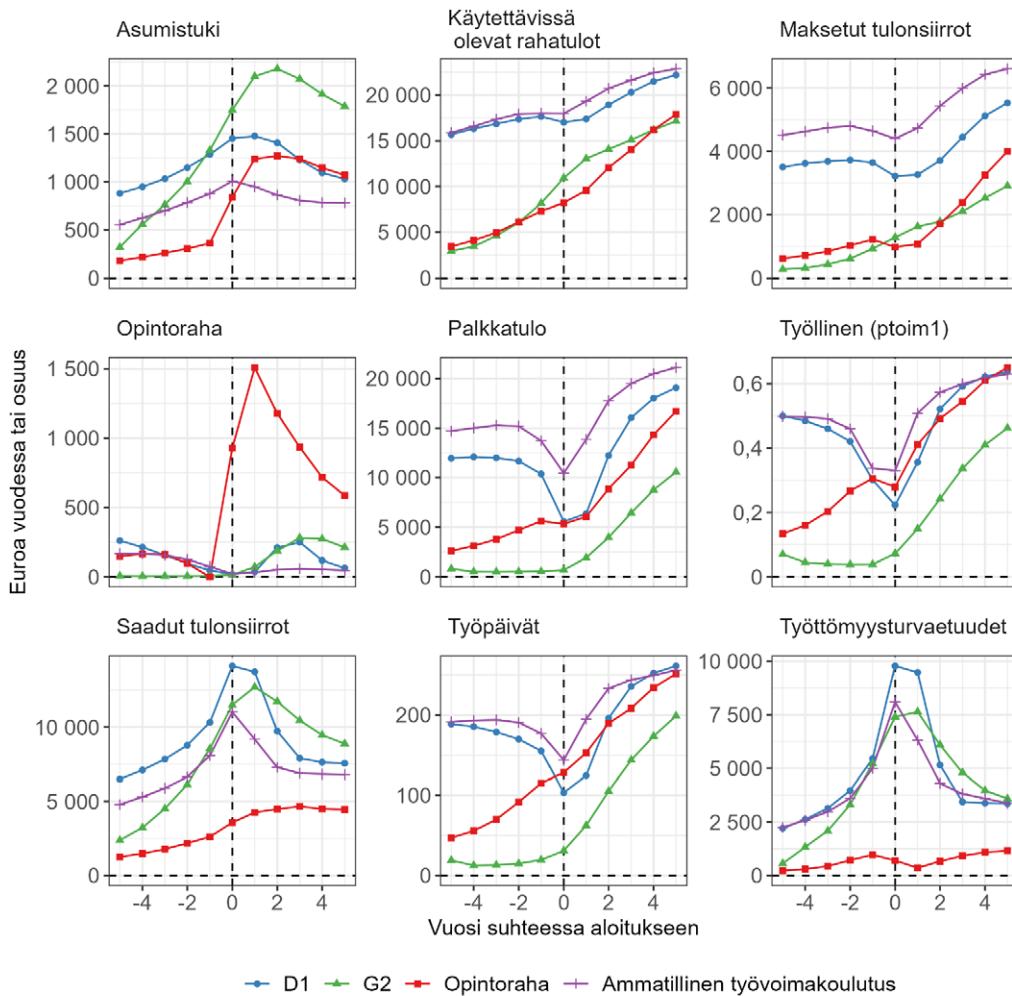 Asumistuki
Käytettävissä
olevat rahatulot
Maksetut tulonsiirrot
2 000
1 500
1 000
500
0
20 000
15 000
10 000
5 000
0
6 000
4 000
2 000
0
Opintoraha
Palkkatulo
Työllinen (ptoim1)
1 500
1 000
500
0
20 000
15 000
10 000
5 000
0
0,6
0,4
0,2
0
Saadut tulonsiirrot
Työpäivät
Työttömyysturvaetuudet
10 000
5 000
0
200
100
0
10 000
7 500
5 000
2 500
0
-4 -2 0 2 4
-4 -2 0 2 4
-4 -2 0 2 4
Euroa vuodessa tai osuus
Vuosi suhteessa aloitukseen
D1 G2 Opintoraha Ammatillinen työvoimakoulutus